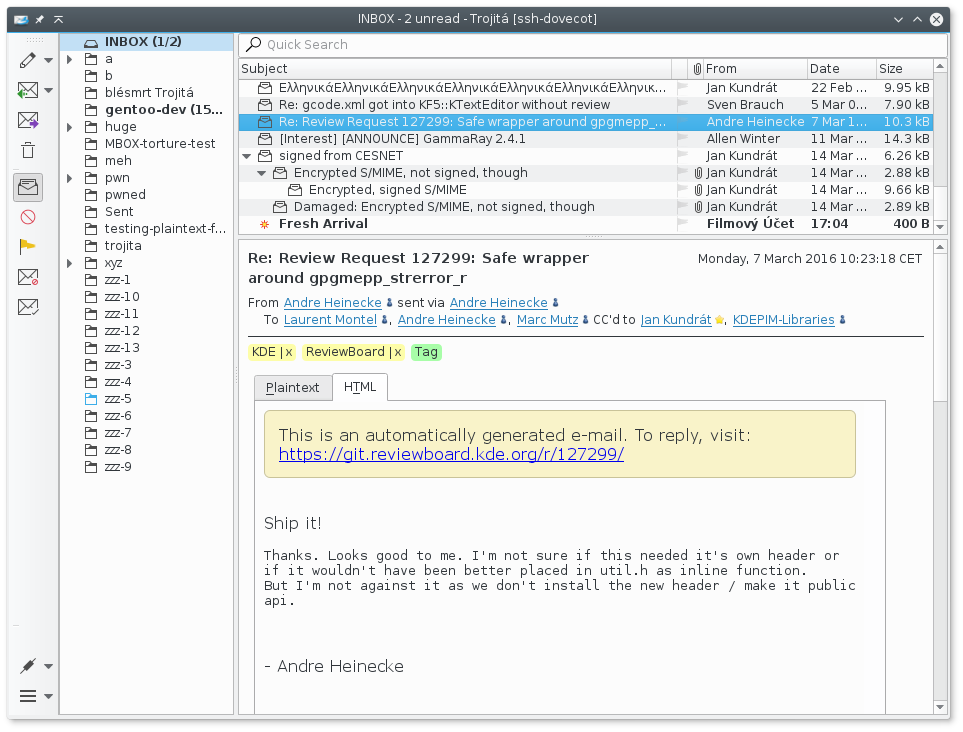 INBOX - 2 unread - Trojitá [ssh-dovecot]
INBOX (1/2)
a
b
blésmrt Trojitá
gentoo-dev (15...
huge
MBOX-torture-test
meh
pwn
pwned
Sent
testing-plaintext-f...
trojita
xyz
zzz-1
zzz-10
zzz-11
zzz-12
zzz-13
zzz-3
zzz-4
zzz-5
zzz-6
zzz-7
zzz-8
zzz-9
Quick Search
Subject From Date Size
ΕλληνικάΕλληνικάΕλληνικάΕλληνικάΕλληνικάΕλληνικάΕλληνικ... Jan Kundrát 22 Feb ... 9.95 kB
Re: gcode.xml got into KF5::KTextEditor without review Sven Brauch 5 Mar 0... 7.90 kB
Re: Review Request 127299: Safe wrapper around gpgmepp_... Andre Heinecke 7 Mar 1... 10.3 kB
[Interest] [ANNOUNCE] GammaRay 2.4.1 Allen Winter 11 Mar ... 14.3 kB
signed from CESNET Jan Kundrát 14 Mar ... 6.26 kB
Encrypted S/MIME, not signed, though Jan Kundrát 14 Mar ... 2.88 kB
Encrypted, signed S/MIME Jan Kundrát 14 Mar ... 9.66 kB
Damaged: Encrypted S/MIME, not signed, though Jan Kundrát 14 Mar ... 2.89 kB
Fresh Arrival Filmový Účet 17:04 400 B
Re: Review Request 127299: Safe wrapper
around gpgmepp_strerror_r
Monday, 7 March 2016 10:23:18 CET
From Andre Heinecke sent via Andre Heinecke
To Laurent Montel, Andre Heinecke, Marc Mutz CC'd to Jan Kundrát, KDEPIM-Libraries
KDE | x ReviewBoard | x Tag
Plaintext HTML
This is an automatically generated e-mail. To reply, visit:
https://git.reviewboard.kde.org/r/127299/
Ship it!
Thanks. Looks good to me. I'm not sure if this needed it's own header or
if it wouldn't have been better placed in util.h as inline function.
But I'm not against it as we don't install the new header / make it public
api.
- Andre Heinecke